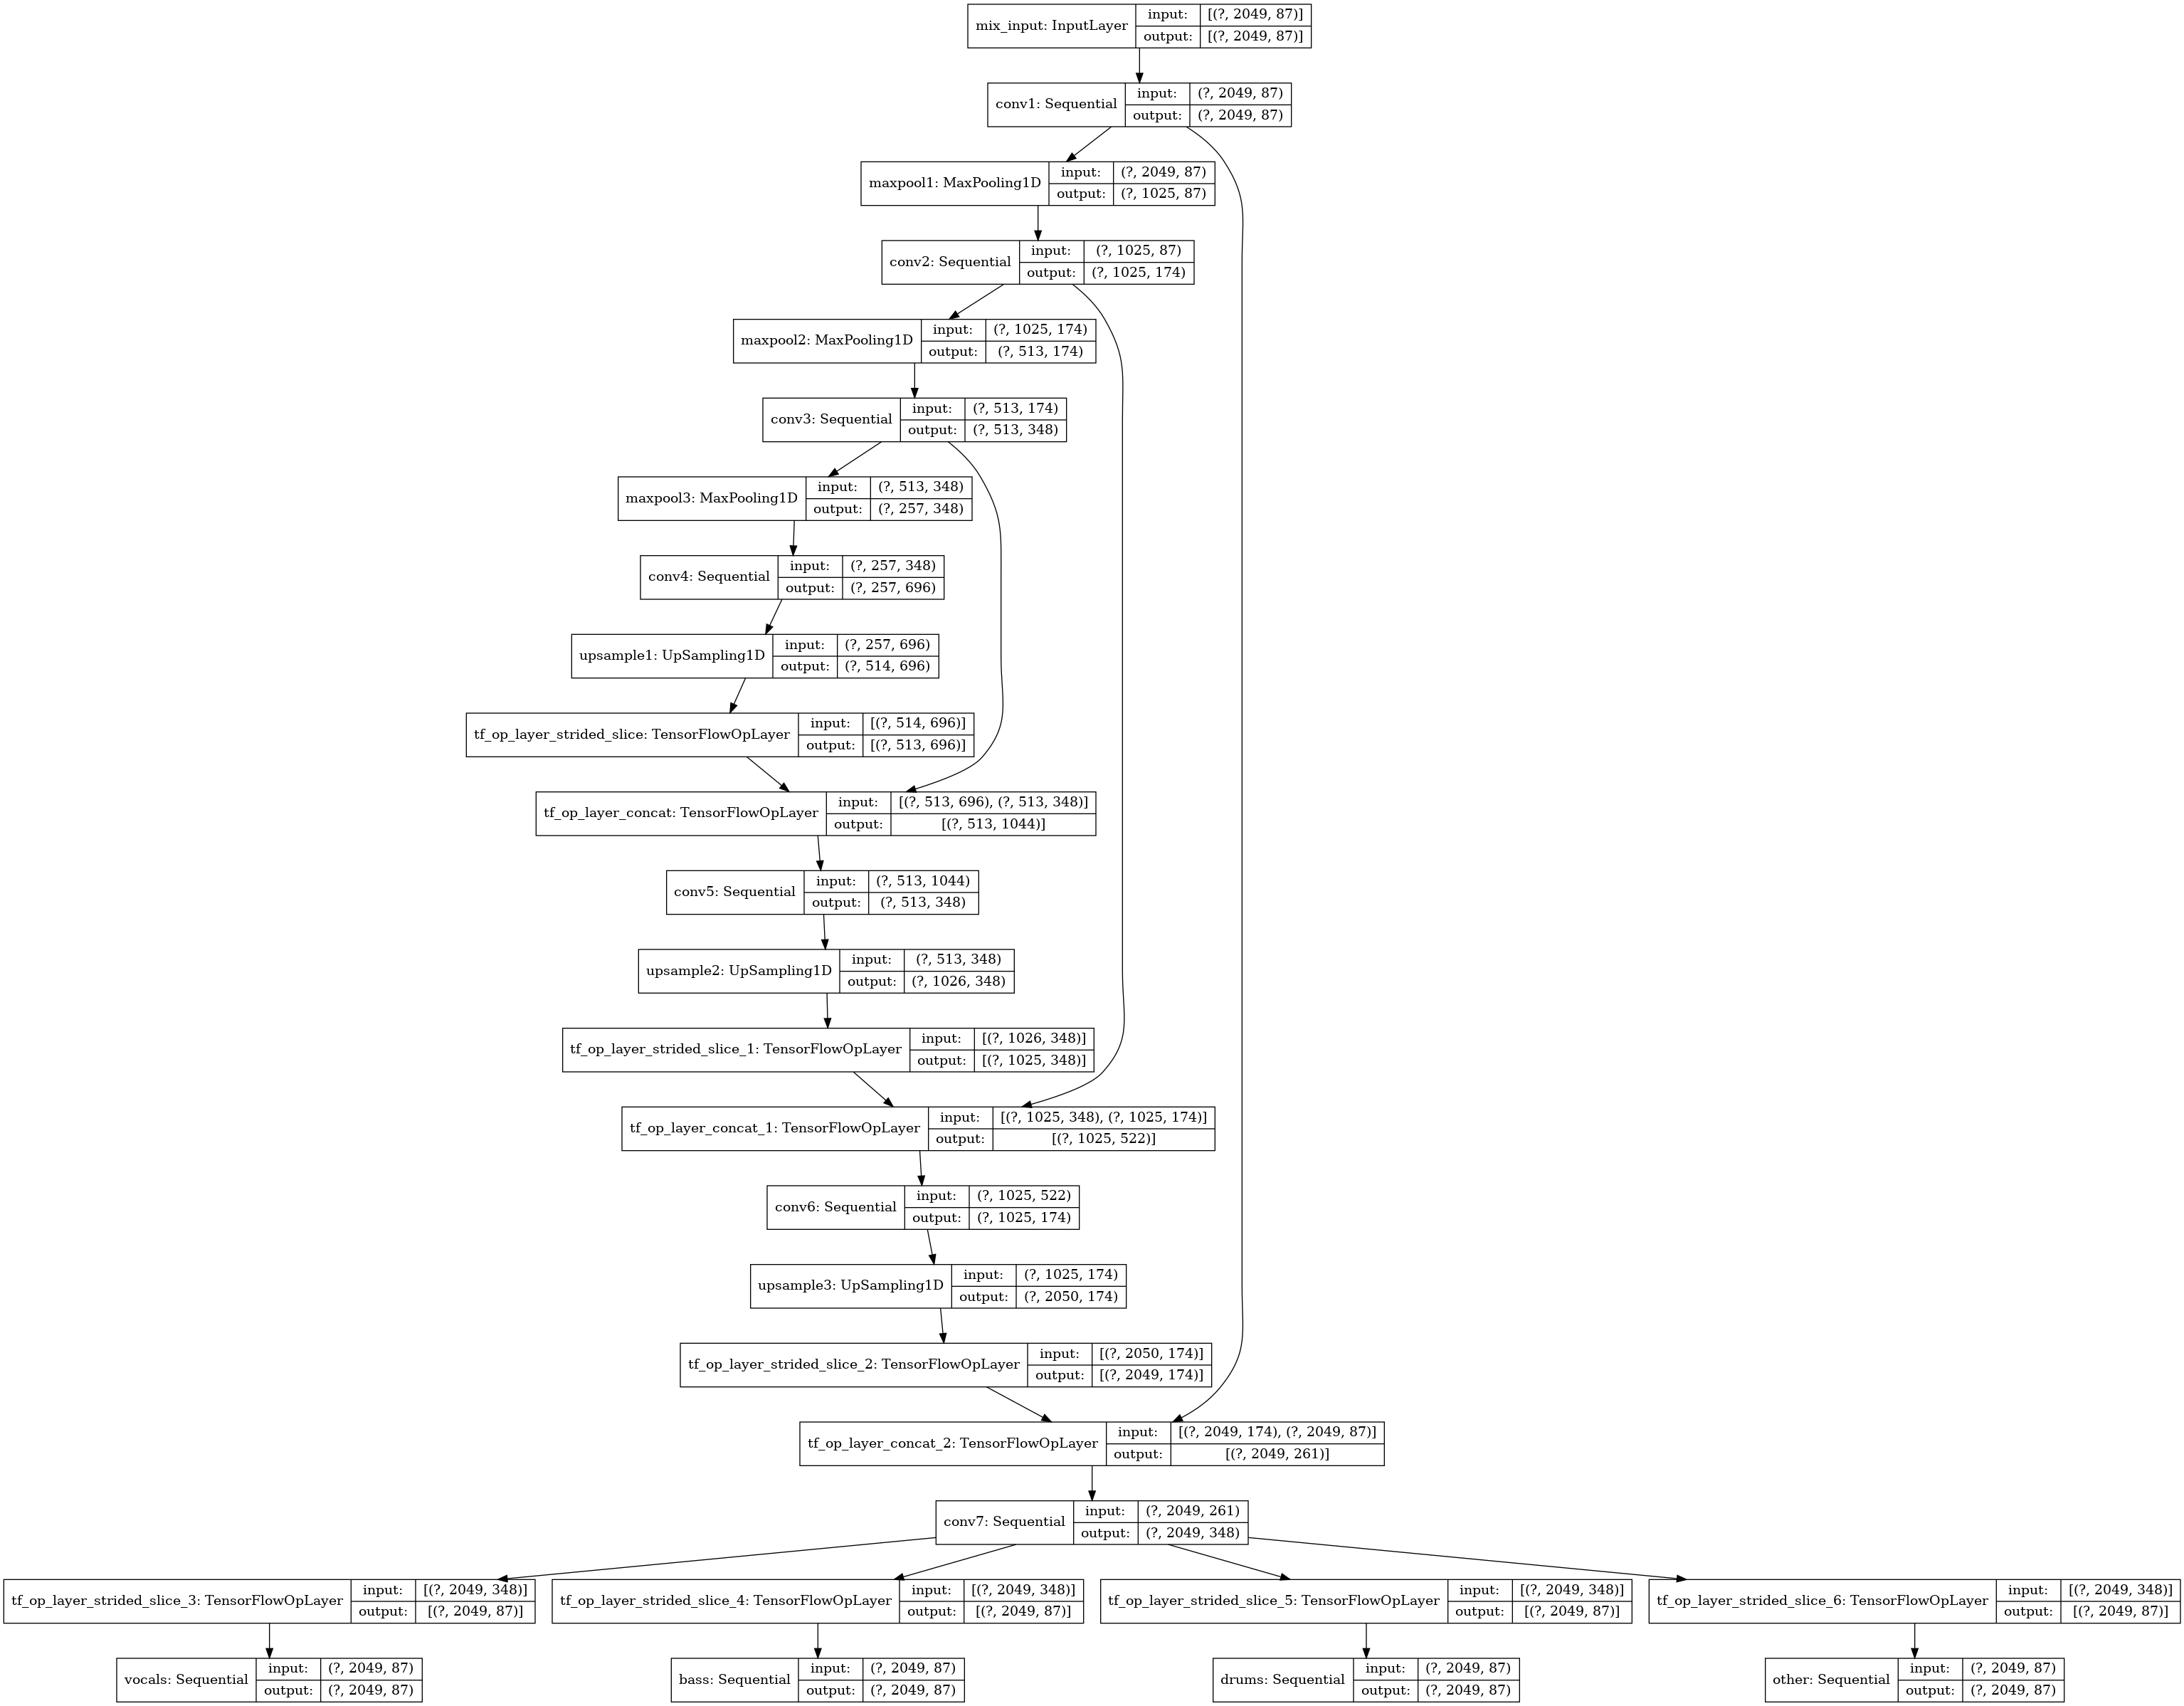 mix_input: InputLayer input: [(?, 2049, 87)]
output: [(?, 2049, 87)]
conv1: Sequential input: (?, 2049, 87)
output: (?, 2049, 87)
maxpool1: MaxPooling1D input: (?, 2049, 87)
output: (?, 1025, 87)
conv2: Sequential input: (?, 1025, 87)
output: (?, 1025, 174)
maxpool2: MaxPooling1D input: (?, 1025, 174)
output: (?, 513, 174)
conv3: Sequential input: (?, 513, 174)
output: (?, 513, 348)
maxpool3: MaxPooling1D input: (?, 513, 348)
output: (?, 257, 348)
conv4: Sequential input: (?, 257, 348)
output: (?, 257, 696)
upsample1: UpSampling1D input: (?, 257, 696)
output: (?, 514, 696)
tf_op_layer_strided_slice: TensorFlowOpLayer input: [(?, 514, 696)]
output: [(?, 513, 696)]
tf_op_layer_concat: TensorFlowOpLayer input: [(?, 513, 696), (?, 513, 348)]
output: [(?, 513, 1044)]
conv5: Sequential input: (?, 513, 1044)
output: (?, 513, 348)
upsample2: UpSampling1D input: (?, 513, 348)
output: (?, 1026, 348)
tf_op_layer_strided_slice_1: TensorFlowOpLayer input: [(?, 1026, 348)]
output: [(?, 1025, 348)]
tf_op_layer_concat_1: TensorFlowOpLayer input: [(?, 1025, 348), (?, 1025, 174)]
output: [(?, 1025, 522)]
conv6: Sequential input: (?, 1025, 522)
output: (?, 1025, 174)
upsample3: UpSampling1D input: (?, 1025, 174)
output: (?, 2050, 174)
tf_op_layer_strided_slice_2: TensorFlowOpLayer input: [(?, 2050, 174)]
output: [(?, 2049, 174)]
tf_op_layer_concat_2: TensorFlowOpLayer input: [(?, 2049, 174), (?, 2049, 87)]
output: [(?, 2049, 261)]
conv7: Sequential input: (?, 2049, 261)
output: (?, 2049, 348)
tf_op_layer_strided_slice_3: TensorFlowOpLayer input: [(?, 2049, 348)]
output: [(?, 2049, 87)]
tf_op_layer_strided_slice_4: TensorFlowOpLayer input: [(?, 2049, 348)]
output: [(?, 2049, 87)]
tf_op_layer_strided_slice_5: TensorFlowOpLayer input: [(?, 2049, 348)]
output: [(?, 2049, 87)]
tf_op_layer_strided_slice_6: TensorFlowOpLayer input: [(?, 2049, 348)]
output: [(?, 2049, 87)]
vocals: Sequential input: (?, 2049, 87)
output: (?, 2049, 87)
bass: Sequential input: (?, 2049, 87)
output: (?, 2049, 87)
drums: Sequential input: (?, 2049, 87)
output: (?, 2049, 87)
other: Sequential input: (?, 2049, 87)
output: (?, 2049, 87)